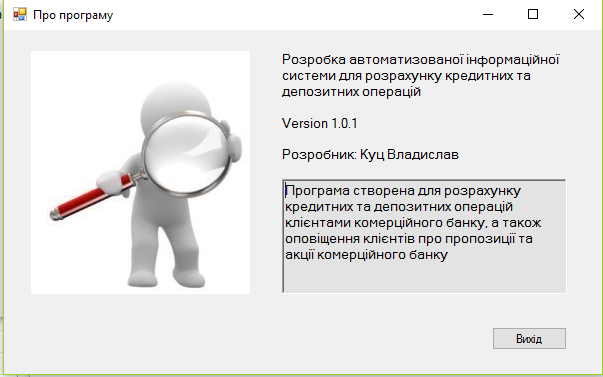 Про програму
Розробка автоматизованої інформаційної
системи для розрахунку кредитних та
депозитних операцій
Version 1.0.1
Розробник: Куц Владислав
Програма створена для розрахунку
кредитних та депозитних операцій
клієнтами комерційного банку, а також
оповіщення клієнтів про пропозиції та
акції комерційного банку
Вихід